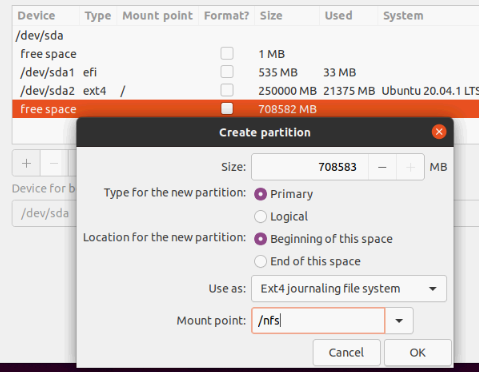 Device Type Mount point Format? Size Used System
/dev/sda
free space 1 MB
/dev/sda1 efi 535 MB 33 MB
/dev/sda2 ext4 / 250000 MB 21375 MB Ubuntu 20.04.1 LTS
free space 708582 MB
Create partition
Size: 708583 − + MB
+ −
Type for the new partition: Primary
Device for b
Logical
/dev/sda
Location for the new partition: Beginning of this space
End of this space
Use as: Ext4 journaling file system
Mount point: /nfs
Cancel OK